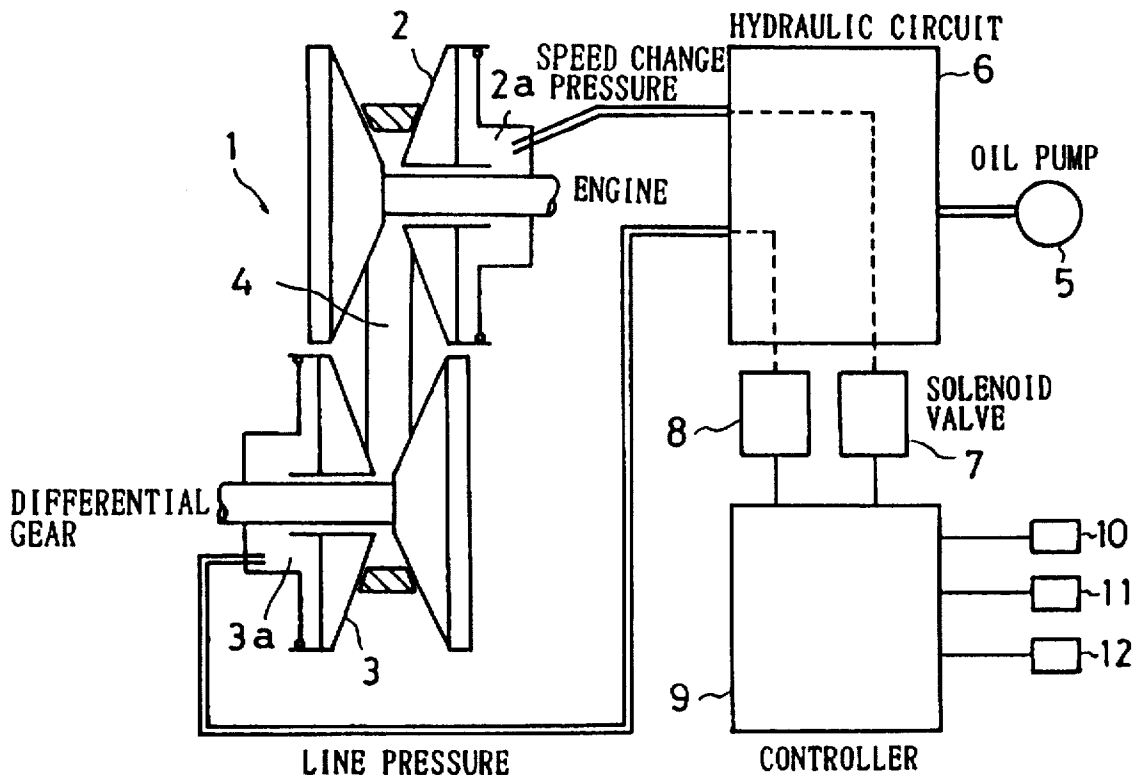 HYDRAULIC CIRCUIT
2
SPEED CHANGE
PRESSURE
6
2a
1
OIL PUMP
ENGINE
5
4
SOLENOID
VALVE
8
7
DIFFERENTIAL
GEAR
10
11
3a
3
12
9
LINE PRESSURE
CONTROLLER